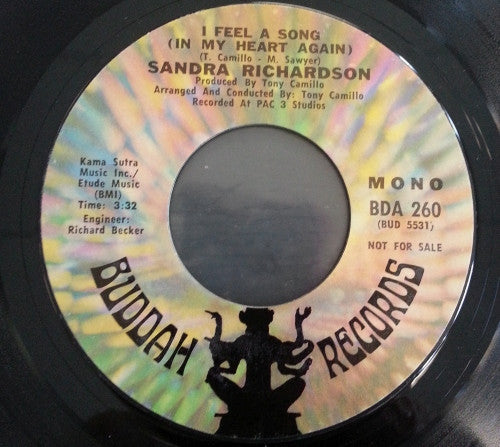 I FEEL A SONG
(IN MY HEART AGAIN)
(T. Camillo - M. Sawyer)
SANDRA RICHARDSON
Produced By Tony Camillo
Arranged And Conducted By: Tony Camillo
Recorded At PAC 3 Studios
Kama Sutra
Music Inc./
Etude Music
(BMI)
Time: 3:32
Engineer:
Richard Becker
MONO
BDA 260
(BUD 5531)
NOT FOR SALE
BUDDAH RECORDS